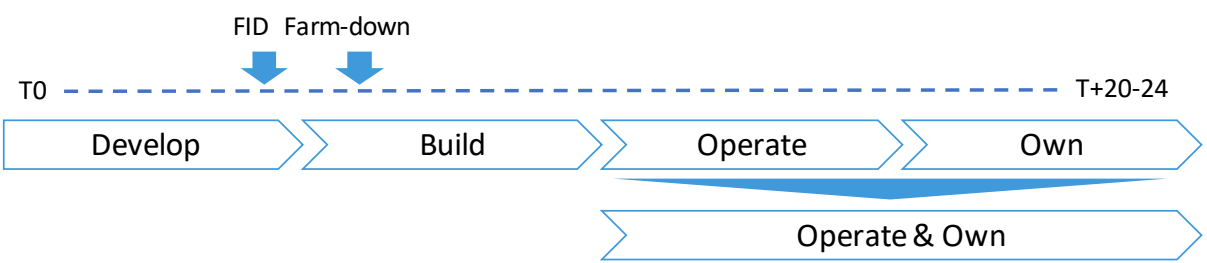 FID Farm-down
T0 T+20-24
Develop Build Operate Own
Operate & Own